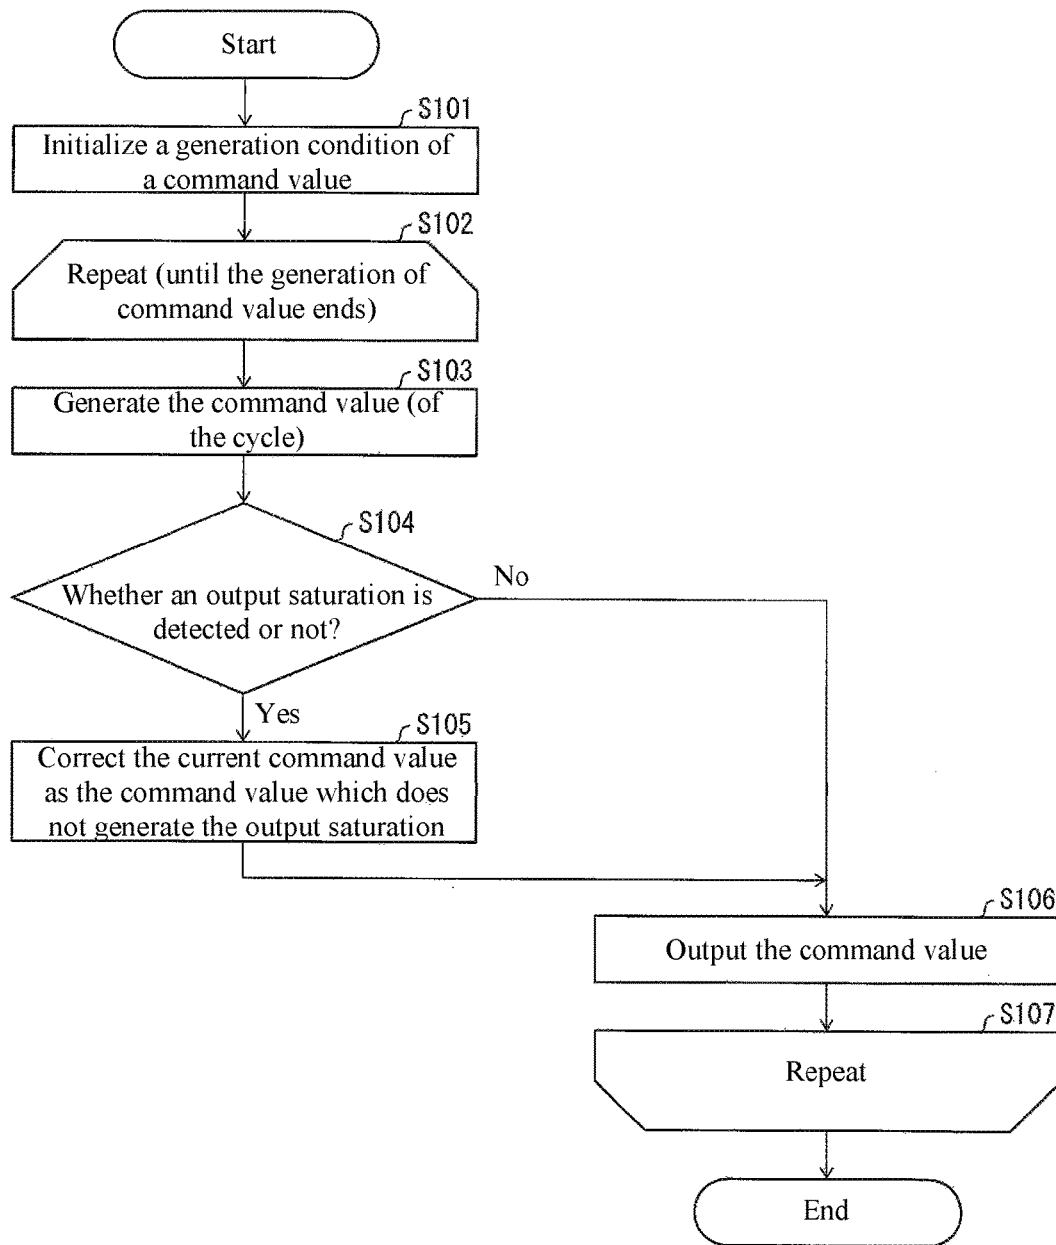 Start
S101
Initialize a generation condition of
a command value
S102
Repeat (until the generation of
command value ends)
S103
Generate the command value (of
the cycle)
S104
Whether an output saturation is
detected or not?
No
Yes
S105
Correct the current command value
as the command value which does
not generate the output saturation
S106
Output the command value
S107
Repeat
End